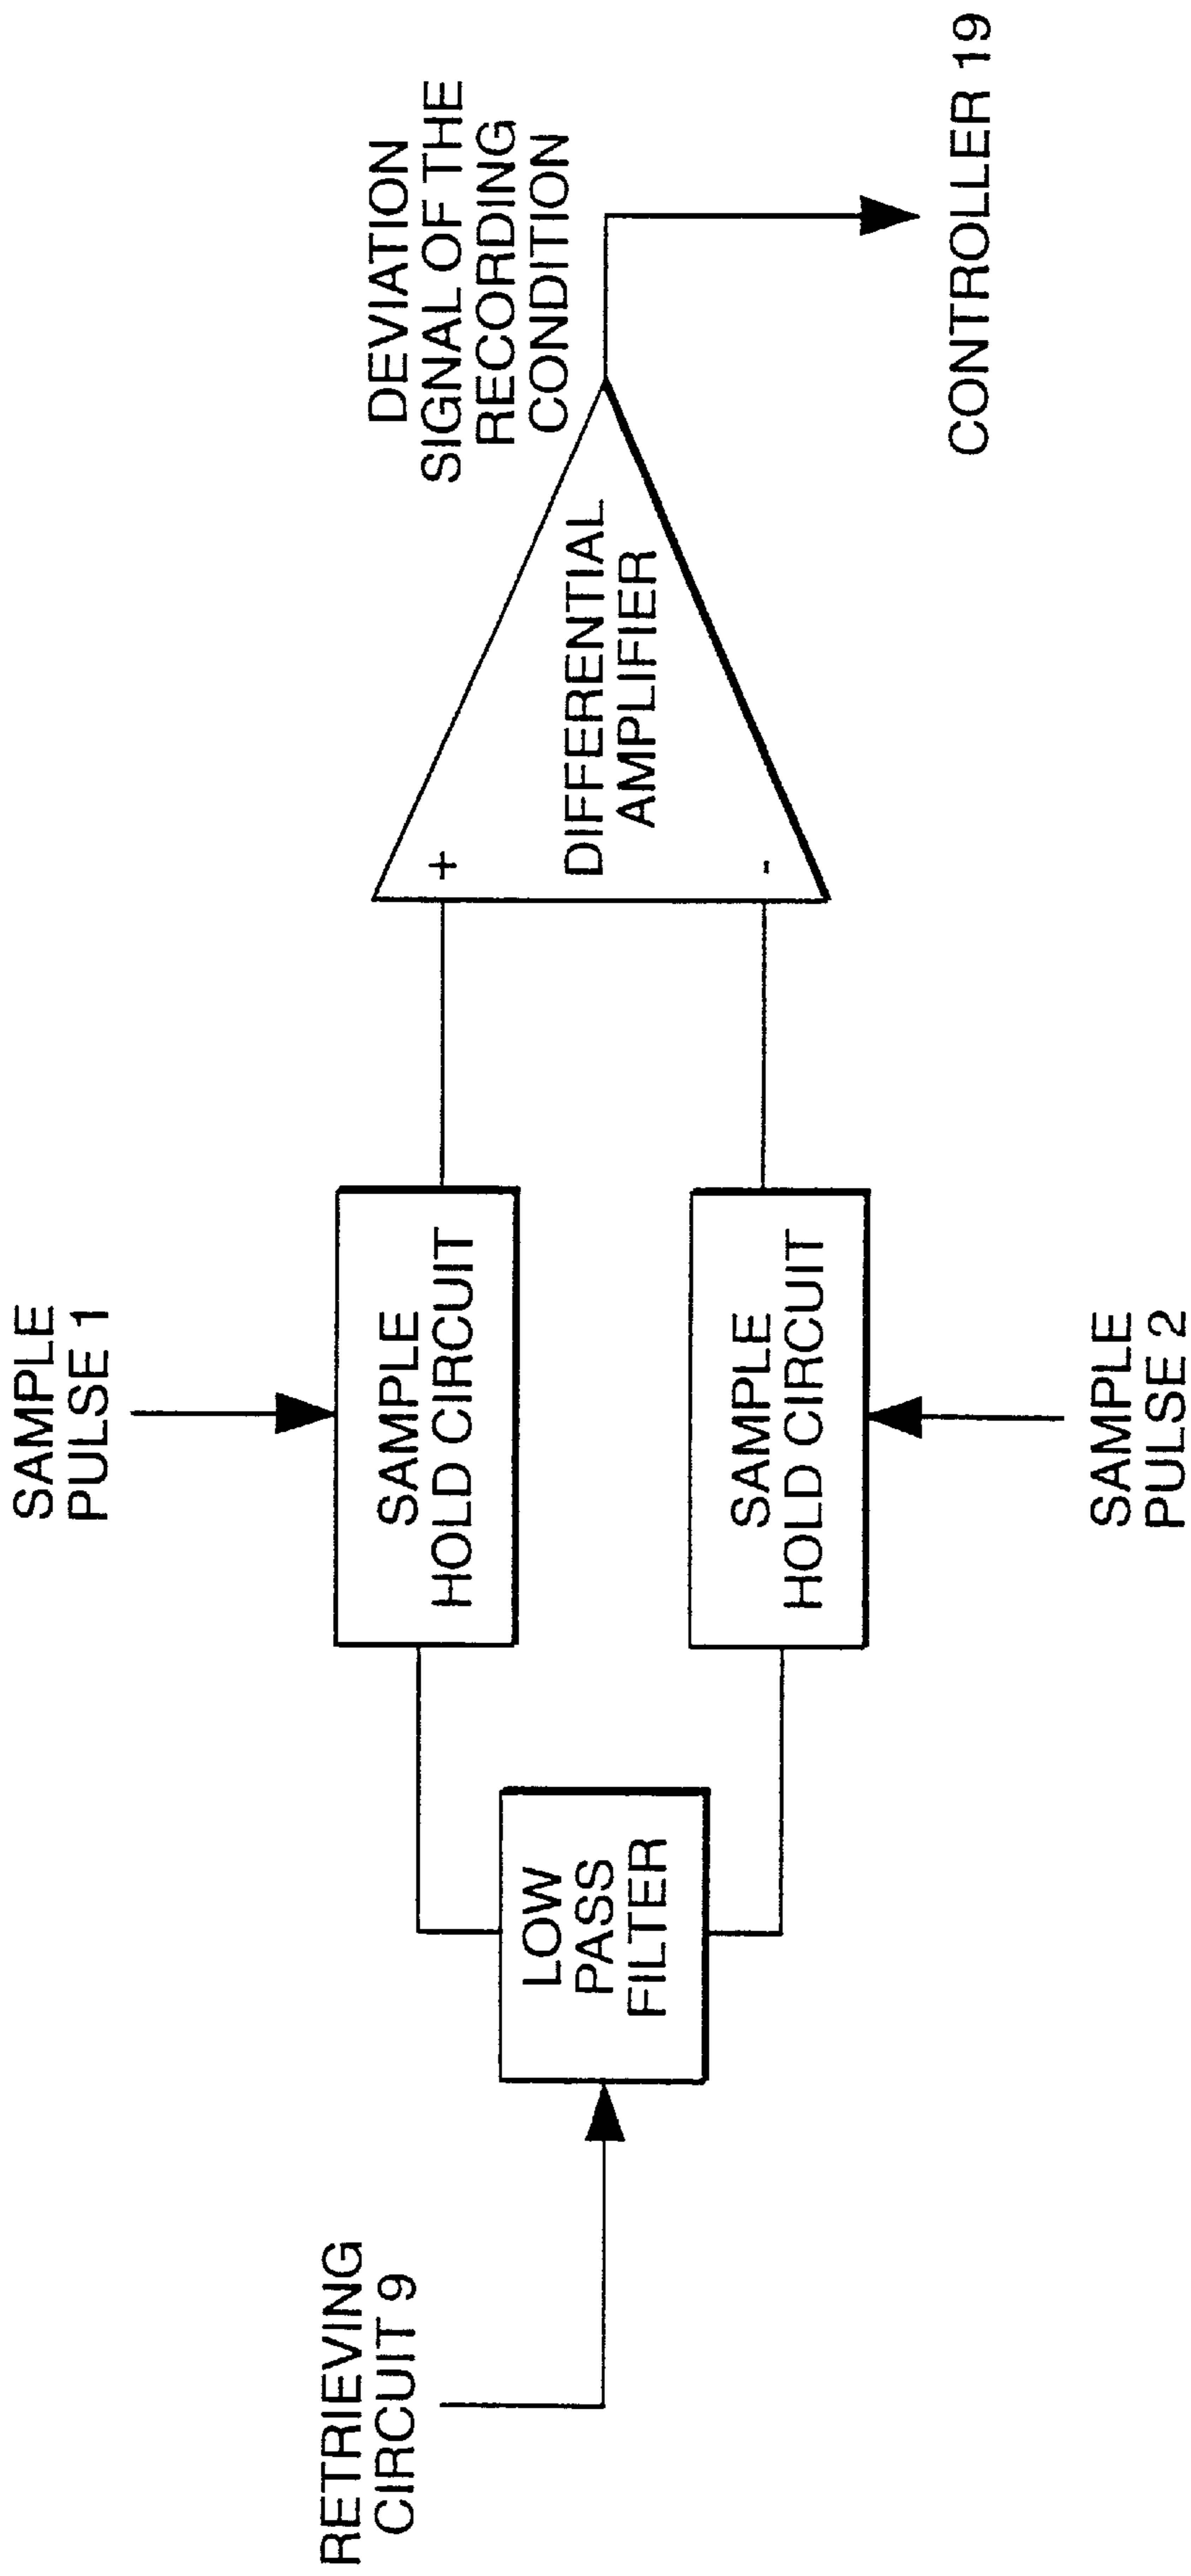 RETRIEVING
CIRCUIT 9
LOW
PASS
FILTER
SAMPLE
PULSE 1
SAMPLE
HOLD CIRCUIT
SAMPLE
HOLD CIRCUIT
SAMPLE
PULSE 2
+
-
DIFFERENTIAL
AMPLIFIER
DEVIATION
SIGNAL OF THE
RECORDING
CONDITION
CONTROLLER 19